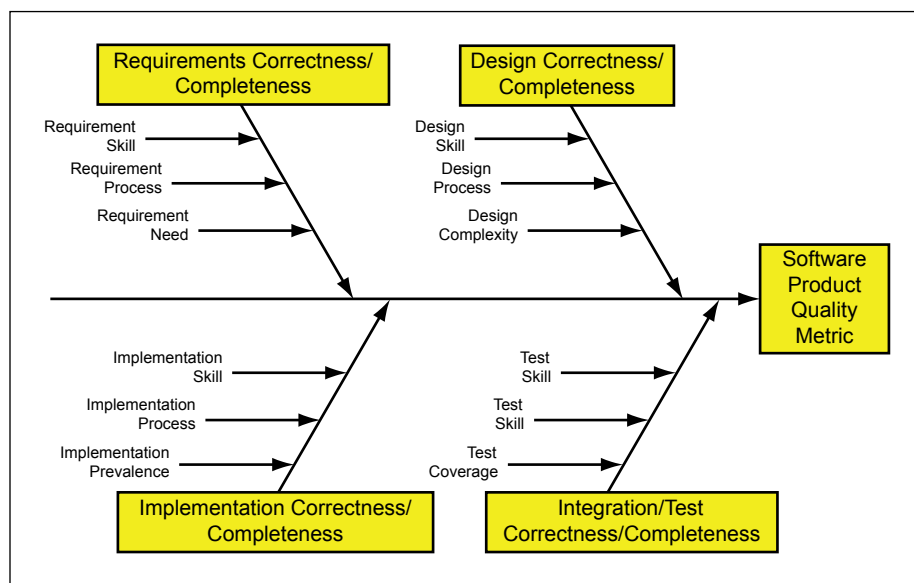 Requirements Correctness/
Completeness
Design Correctness/
Completeness
Requirement
Skill
Requirement
Process
Requirement
Need
Design
Skill
Design
Process
Design
Complexity
Software
Product
Quality
Metric
Implementation
Skill
Implementation
Process
Implementation
Prevalence
Test
Skill
Test
Skill
Test
Coverage
Implementation Correctness/
Completeness
Integration/Test
Correctness/Completeness